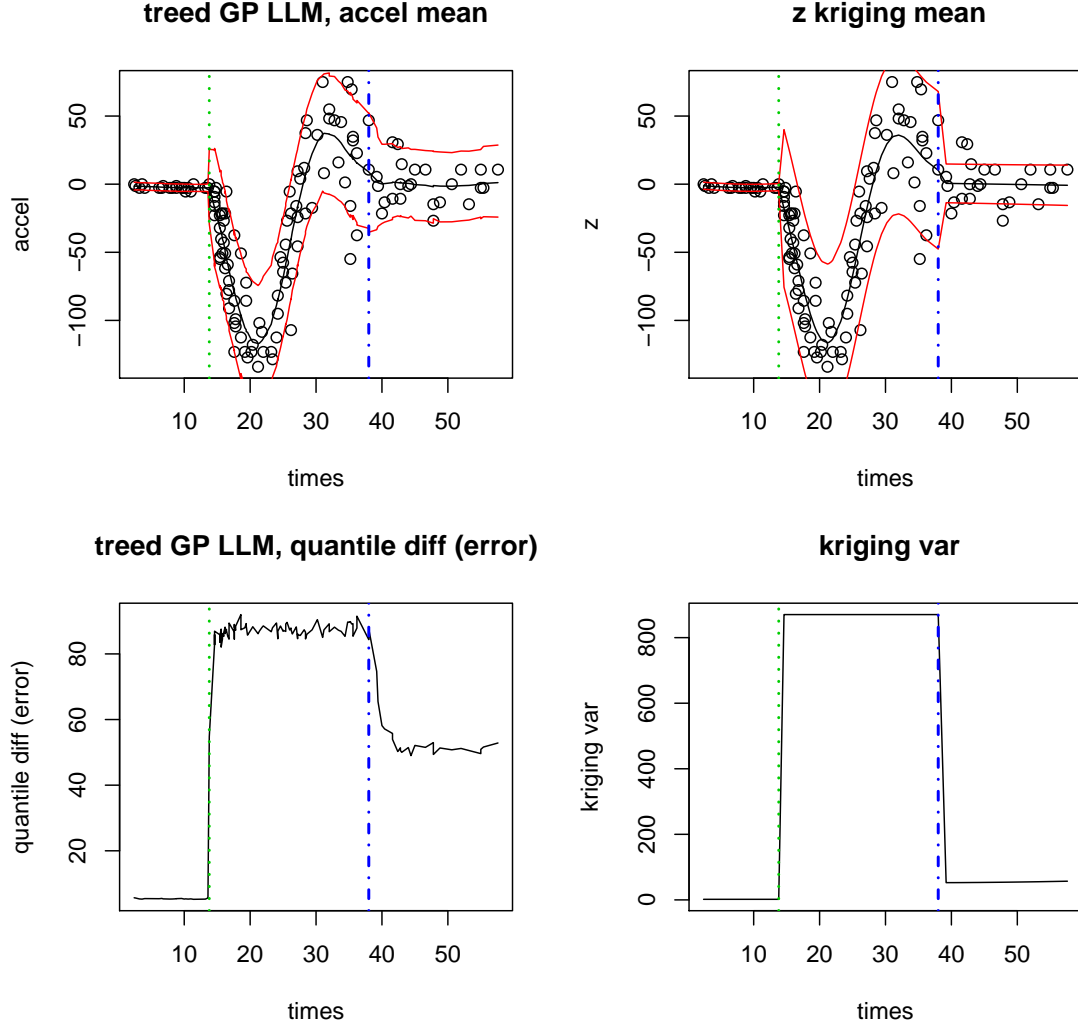 treed GP LLM, accel mean
accel
50
0
−50
−100
10 20 30 40 50
times
z kriging mean
z
50
0
−50
−100
10 20 30 40 50
times
treed GP LLM, quantile diff (error)
quantile diff (error)
80
60
40
20
10 20 30 40 50
times
kriging var
kriging var
800
600
400
200
0
10 20 30 40 50
times